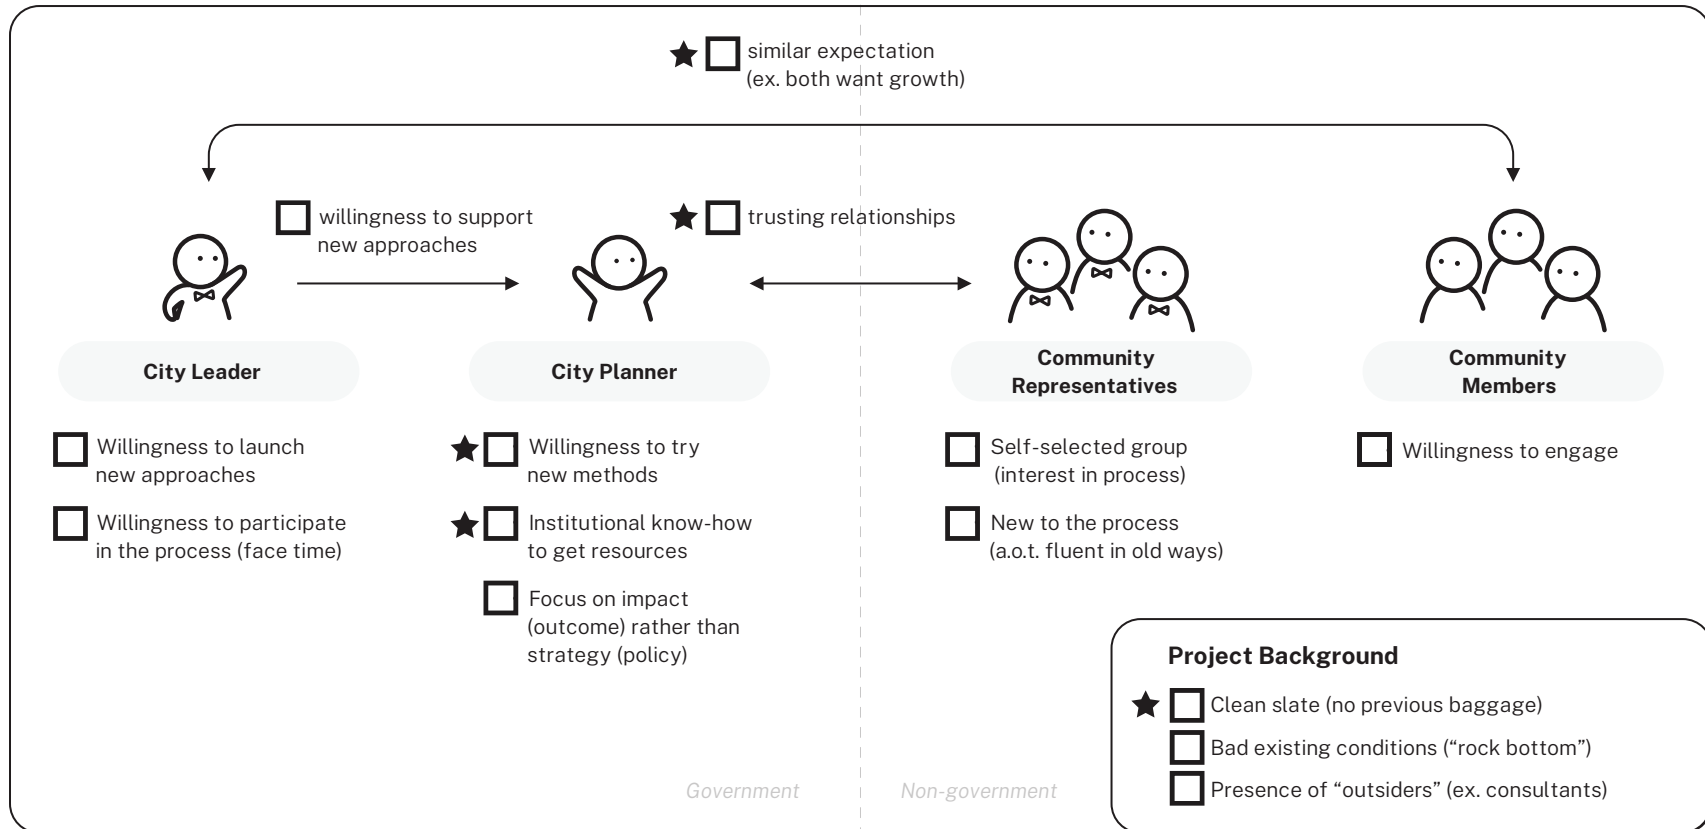 similar expectation
(ex. both want growth)
willingness to support
new approaches
trusting relationships
City Leader
City Planner
Community
Representatives
Community
Members
Willingness to launch
new approaches
Willingness to participate
in the process (face time)
Willingness to try
new methods
Institutional know-how
to get resources
Focus on impact
(outcome) rather than
strategy (policy)
Self-selected group
(interest in process)
New to the process
(a.o.t. fluent in old ways)
Willingness to engage
Project Background
Clean slate (no previous baggage)
Bad existing conditions (“rock bottom”)
Presence of “outsiders” (ex. consultants)
Government
Non-government